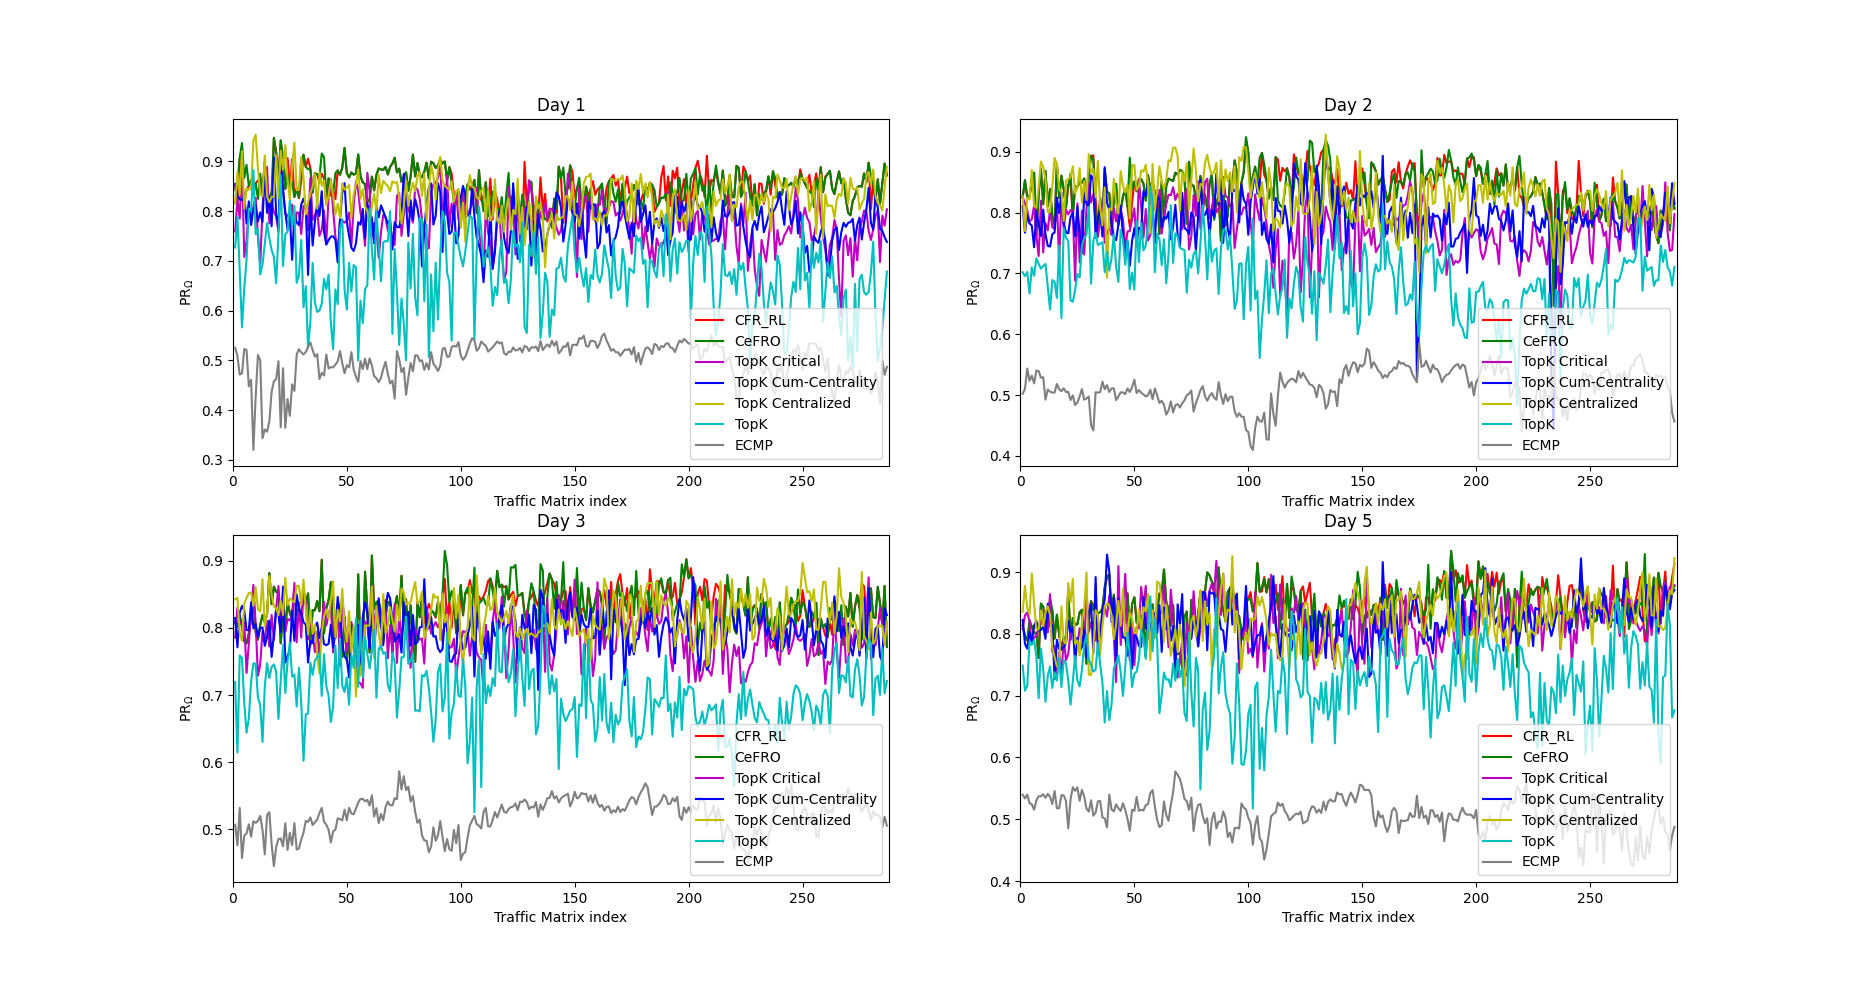 Day 1
0.9
0.8
0.7
0.6
0.5
0.4
0.3
PRΩ
0 50 100 150 200 250
Traffic Matrix index
CFR_RL
CeFRO
TopK Critical
TopK Cum-Centrality
TopK Centralized
TopK
ECMP
Day 2
0.9
0.8
0.7
0.6
0.5
0.4
PRΩ
0 50 100 150 200 250
Traffic Matrix index
CFR_RL
CeFRO
TopK Critical
TopK Cum-Centrality
TopK Centralized
TopK
ECMP
Day 3
0.9
0.8
0.7
0.6
0.5
PRΩ
0 50 100 150 200 250
Traffic Matrix index
CFR_RL
CeFRO
TopK Critical
TopK Cum-Centrality
TopK Centralized
TopK
ECMP
Day 5
0.9
0.8
0.7
0.6
0.5
0.4
PRΩ
0 50 100 150 200 250
Traffic Matrix index
CFR_RL
CeFRO
TopK Critical
TopK Cum-Centrality
TopK Centralized
TopK
ECMP